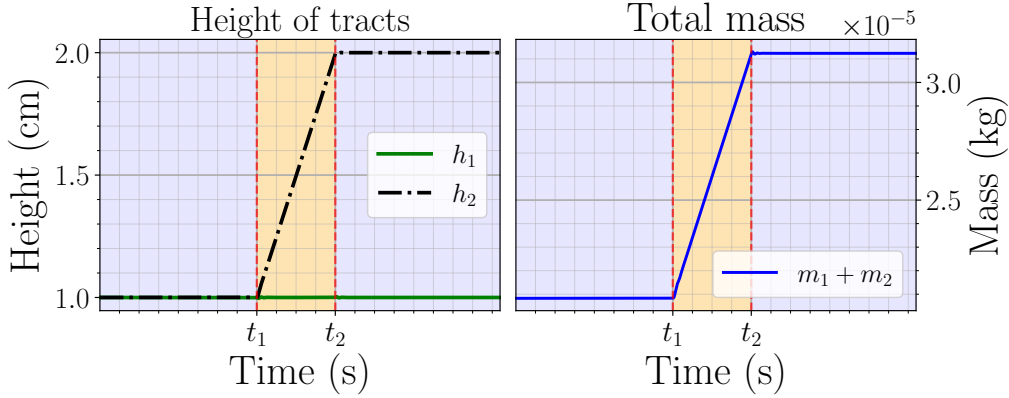 Height of tracts
Height (cm)
2.0
1.5
1.0
h₁
h₂
t₁
t₂
Time (s)
Total mass
×10⁻⁵
3.0
2.5
Mass (kg)
m₁ + m₂
t₁
t₂
Time (s)